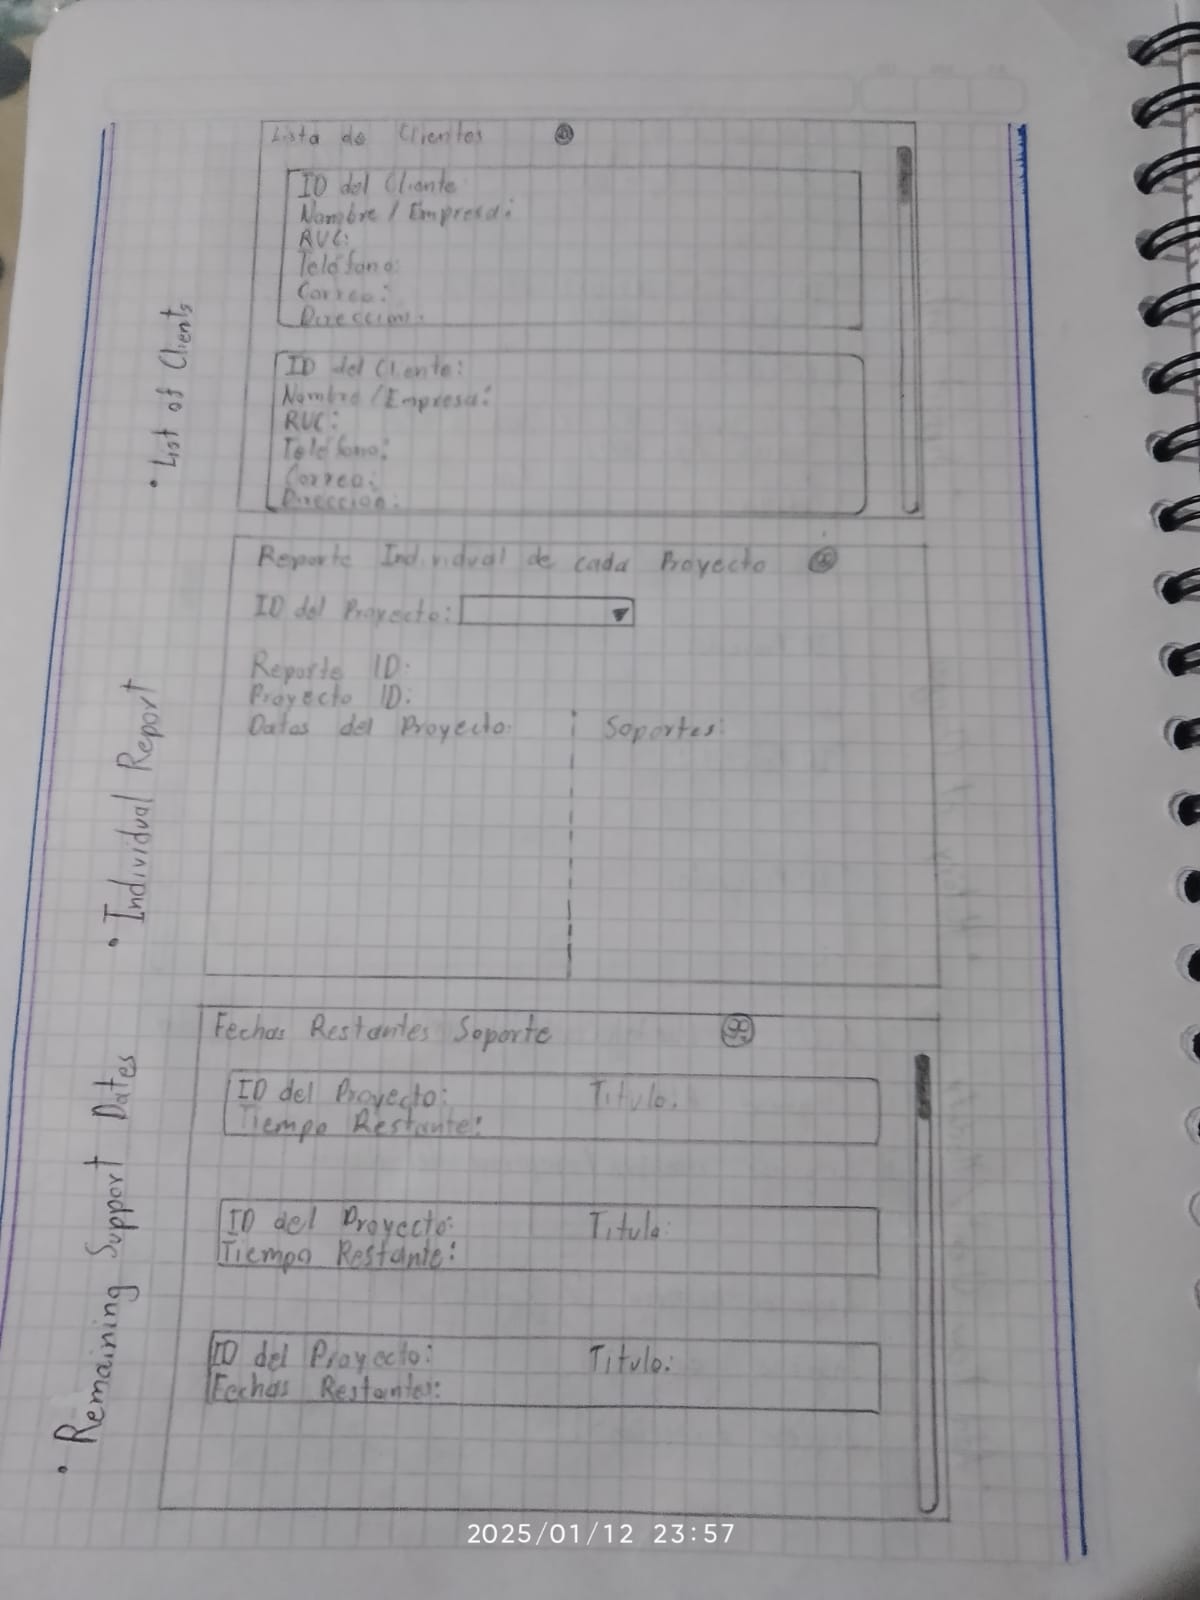 Lista de Clientes
ID del Cliente
Nombre / Empresa:
RUC:
Teléfono:
Correo:
Dirección:
ID del Cliente:
Nombre / Empresa:
RUC:
Teléfono:
Correo:
Dirección:
• List of Clients
Reporte Individual de cada Proyecto
ID del Proyecto:
Reporte ID:
Proyecto ID:
Datos del Proyecto: Soportes:
• Individual Report
Fechas Restantes Soporte
ID del Proyecto: Titulo:
Tiempo Restante:
ID del Proyecto: Titulo:
Tiempo Restante:
ID del Proyecto: Titulo:
Fechas Restantes:
• Remaining Support Dates
2025/01/12 23:57